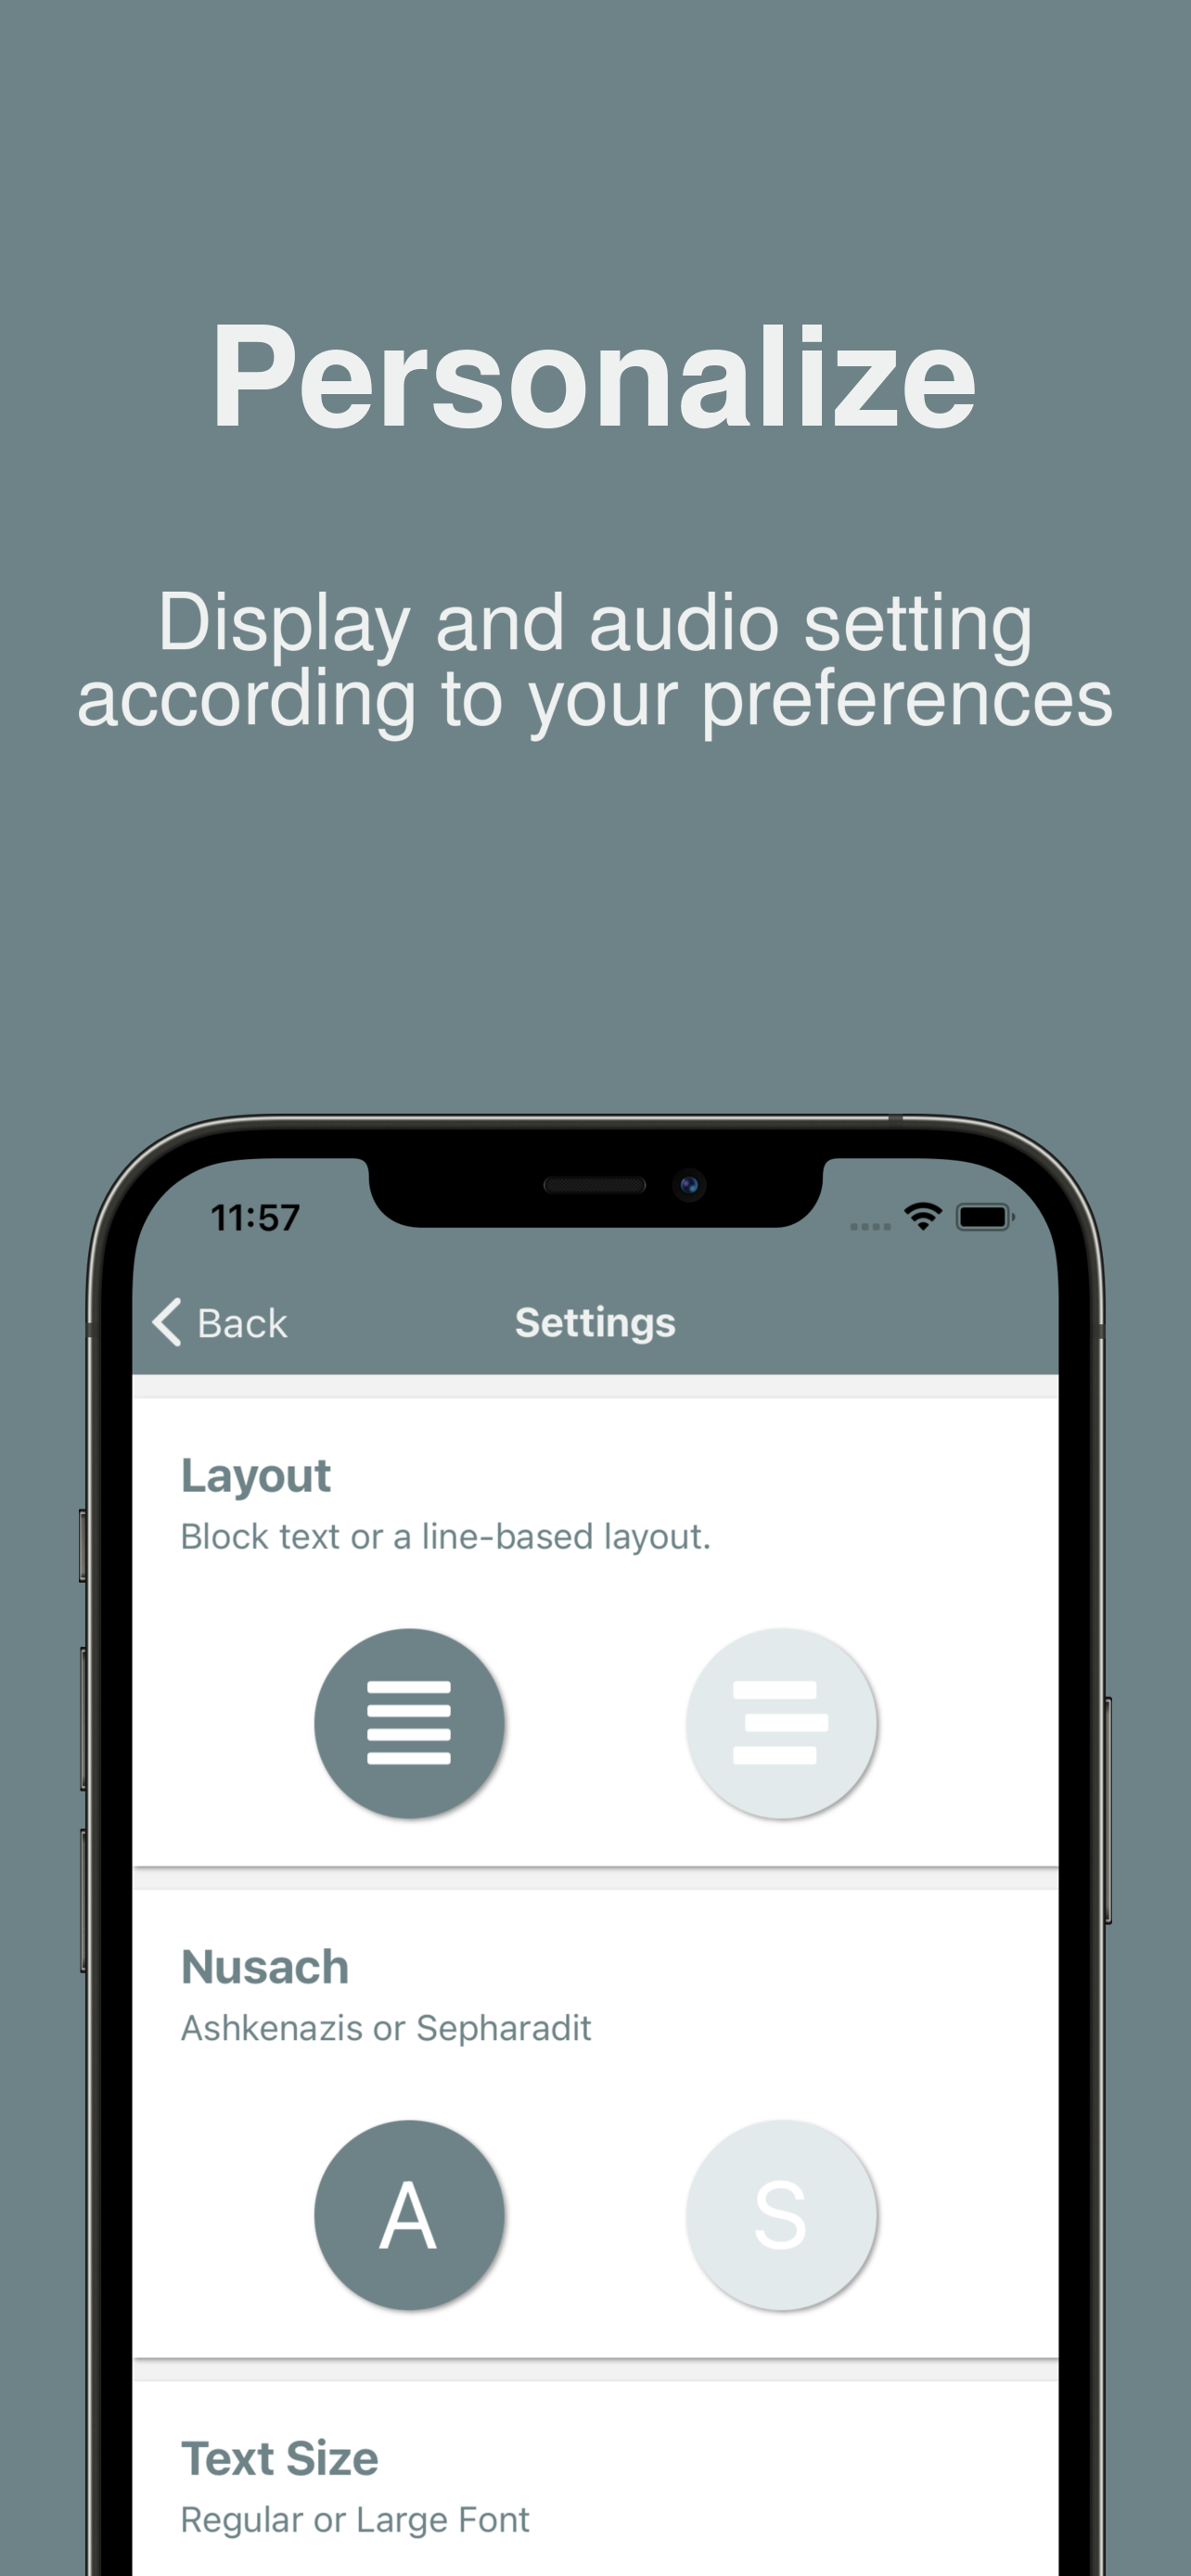 Personalize
Display and audio setting
according to your preferences
11:57
Back
Settings
Layout
Block text or a line-based layout.
Nusach
Ashkenazis or Sepharadit
A
S
Text Size
Regular or Large Font